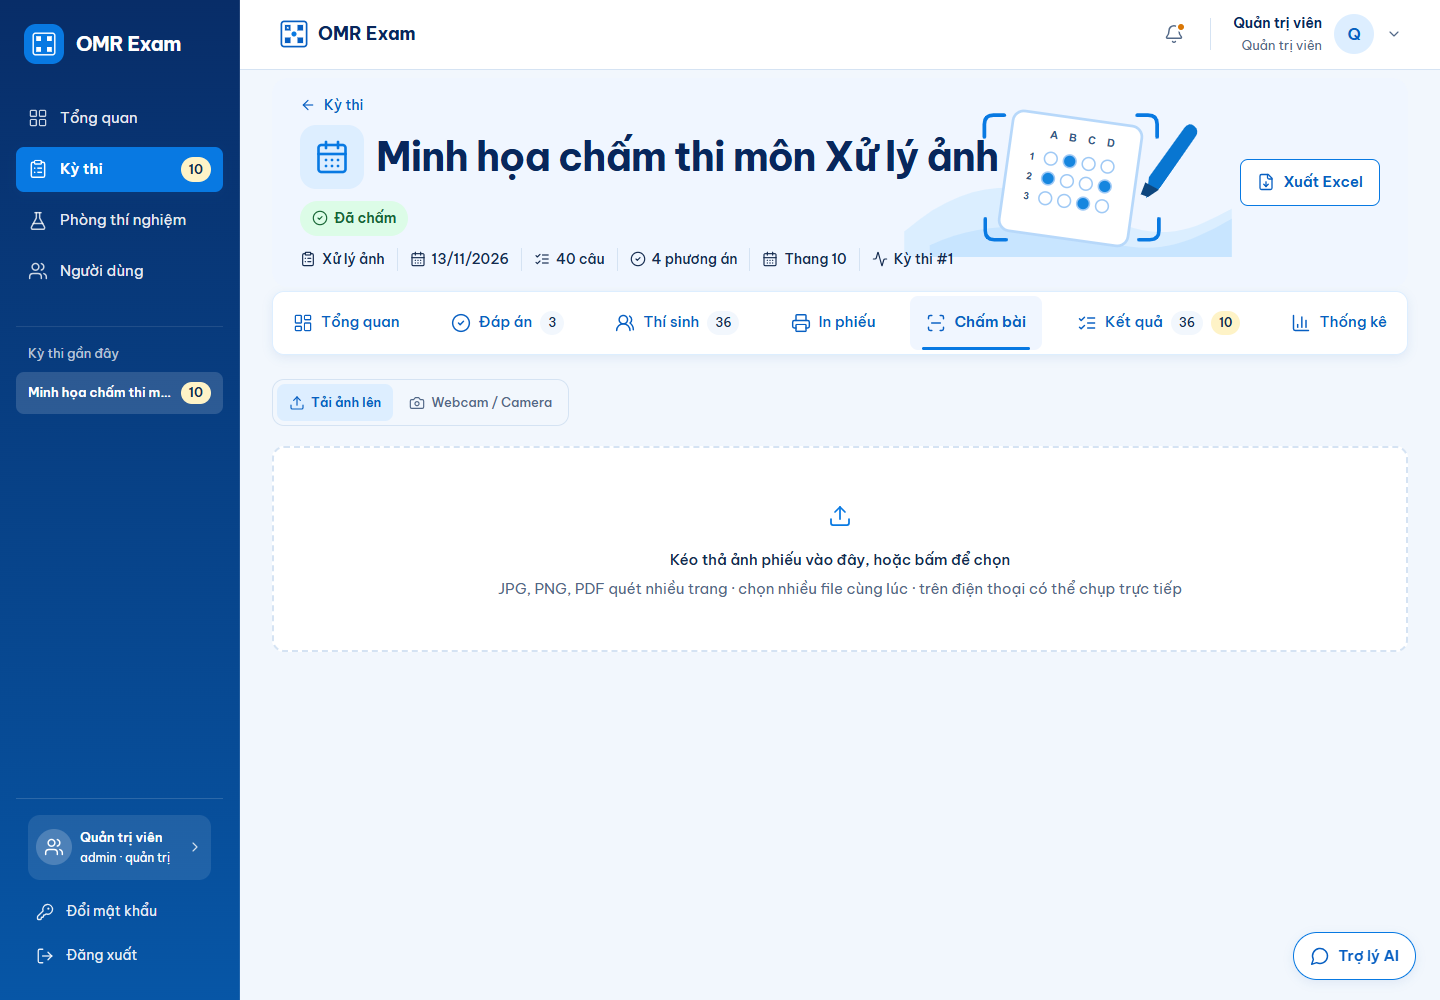 OMR Exam
Tổng quan
Kỳ thi 10
Phòng thí nghiệm
Người dùng
Kỳ thi gần đây
Minh họa chấm thi m... 10
Quản trị viên
admin · quản trị
Đổi mật khẩu
Đăng xuất
OMR Exam
Quản trị viên
Quản trị viên
Q
Kỳ thi
Minh họa chấm thi môn Xử lý ảnh
A B C D
1
2
3
Xuất Excel
Đã chấm
Xử lý ảnh 13/11/2026 40 câu 4 phương án Thang 10 Kỳ thi #1
Tổng quan Đáp án 3 Thí sinh 36 In phiếu Chấm bài Kết quả 36 10 Thống kê
Tải ảnh lên Webcam / Camera
Kéo thả ảnh phiếu vào đây, hoặc bấm để chọn
JPG, PNG, PDF quét nhiều trang · chọn nhiều file cùng lúc · trên điện thoại có thể chụp trực tiếp
Trợ lý AI